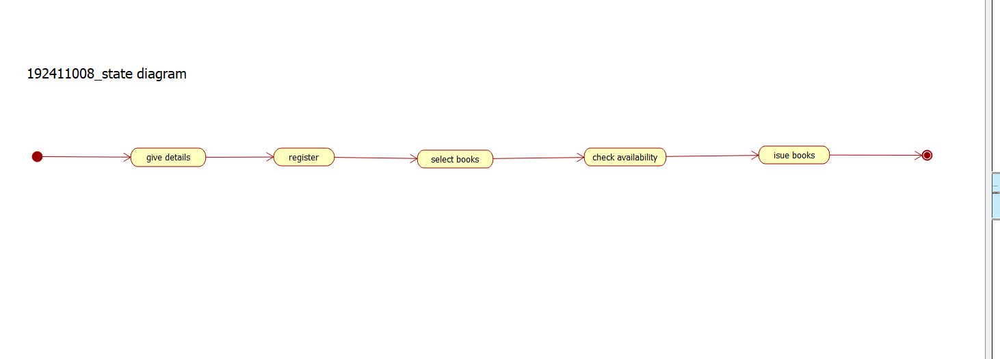 192411008_state diagram
give details
register
select books
check availability
isue books